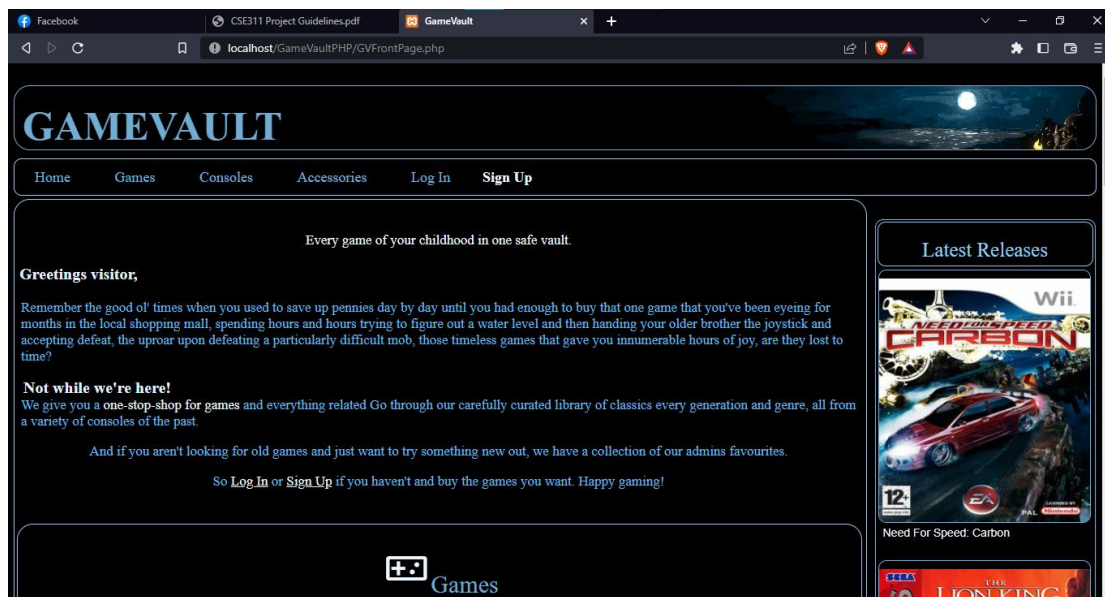 Facebook
CSE311 Project Guidelines.pdf
GameVault
localhost/GameVaultPHP/GVFrontPage.php
GAMEVAULT
Home
Games
Consoles
Accessories
Log In
Sign Up
Every game of your childhood in one safe vault.
Greetings visitor,
Remember the good ol' times when you used to save up pennies day by day until you had enough to buy that one game that you've been eyeing for
months in the local shopping mall, spending hours and hours trying to figure out a water level and then handing your older brother the joystick and
accepting defeat, the uproar upon defeating a particularly difficult mob, those timeless games that gave you innumerable hours of joy, are they lost to
time?
Not while we're here!
We give you a one-stop-shop for games and everything related Go through our carefully curated library of classics every generation and genre, all from
a variety of consoles of the past.
And if you aren't looking for old games and just want to try something new out, we have a collection of our admins favourites.
So Log In or Sign Up if you haven't and buy the games you want. Happy gaming!
Games
Latest Releases
Wii
NEED FOR SPEED
CARBON
12+
EA
PAL
LICENSED BY
Nintendo
Need For Speed: Carbon
SEGA
THE
LION KING